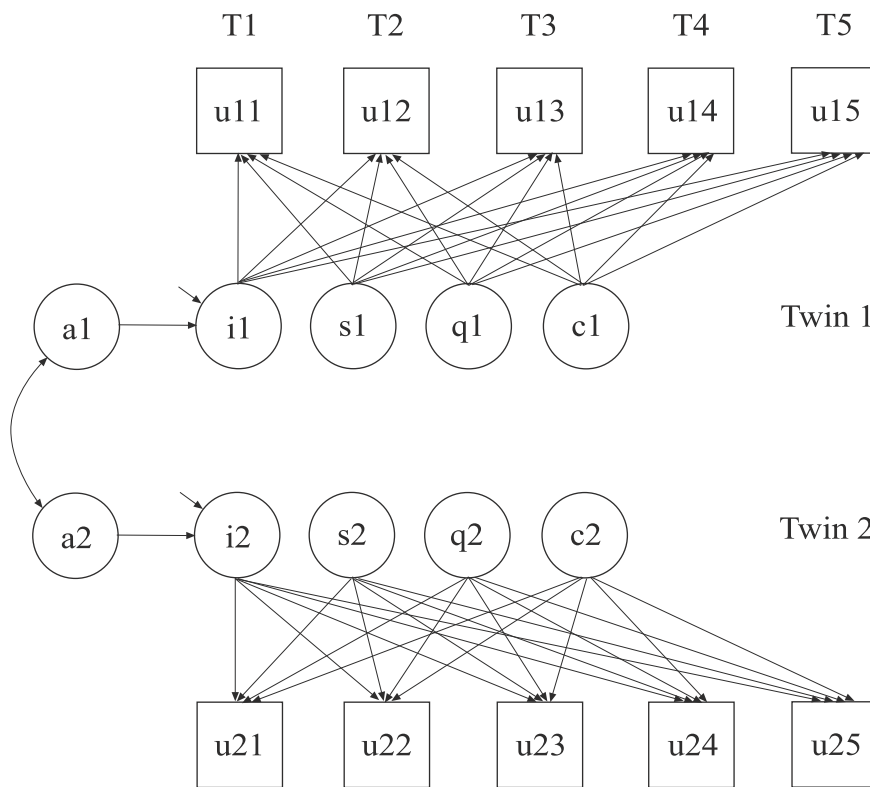 T1 T2 T3 T4 T5
u11 u12 u13 u14 u15
a1 i1 s1 q1 c1 Twin 1
a2 i2 s2 q2 c2 Twin 2
u21 u22 u23 u24 u25